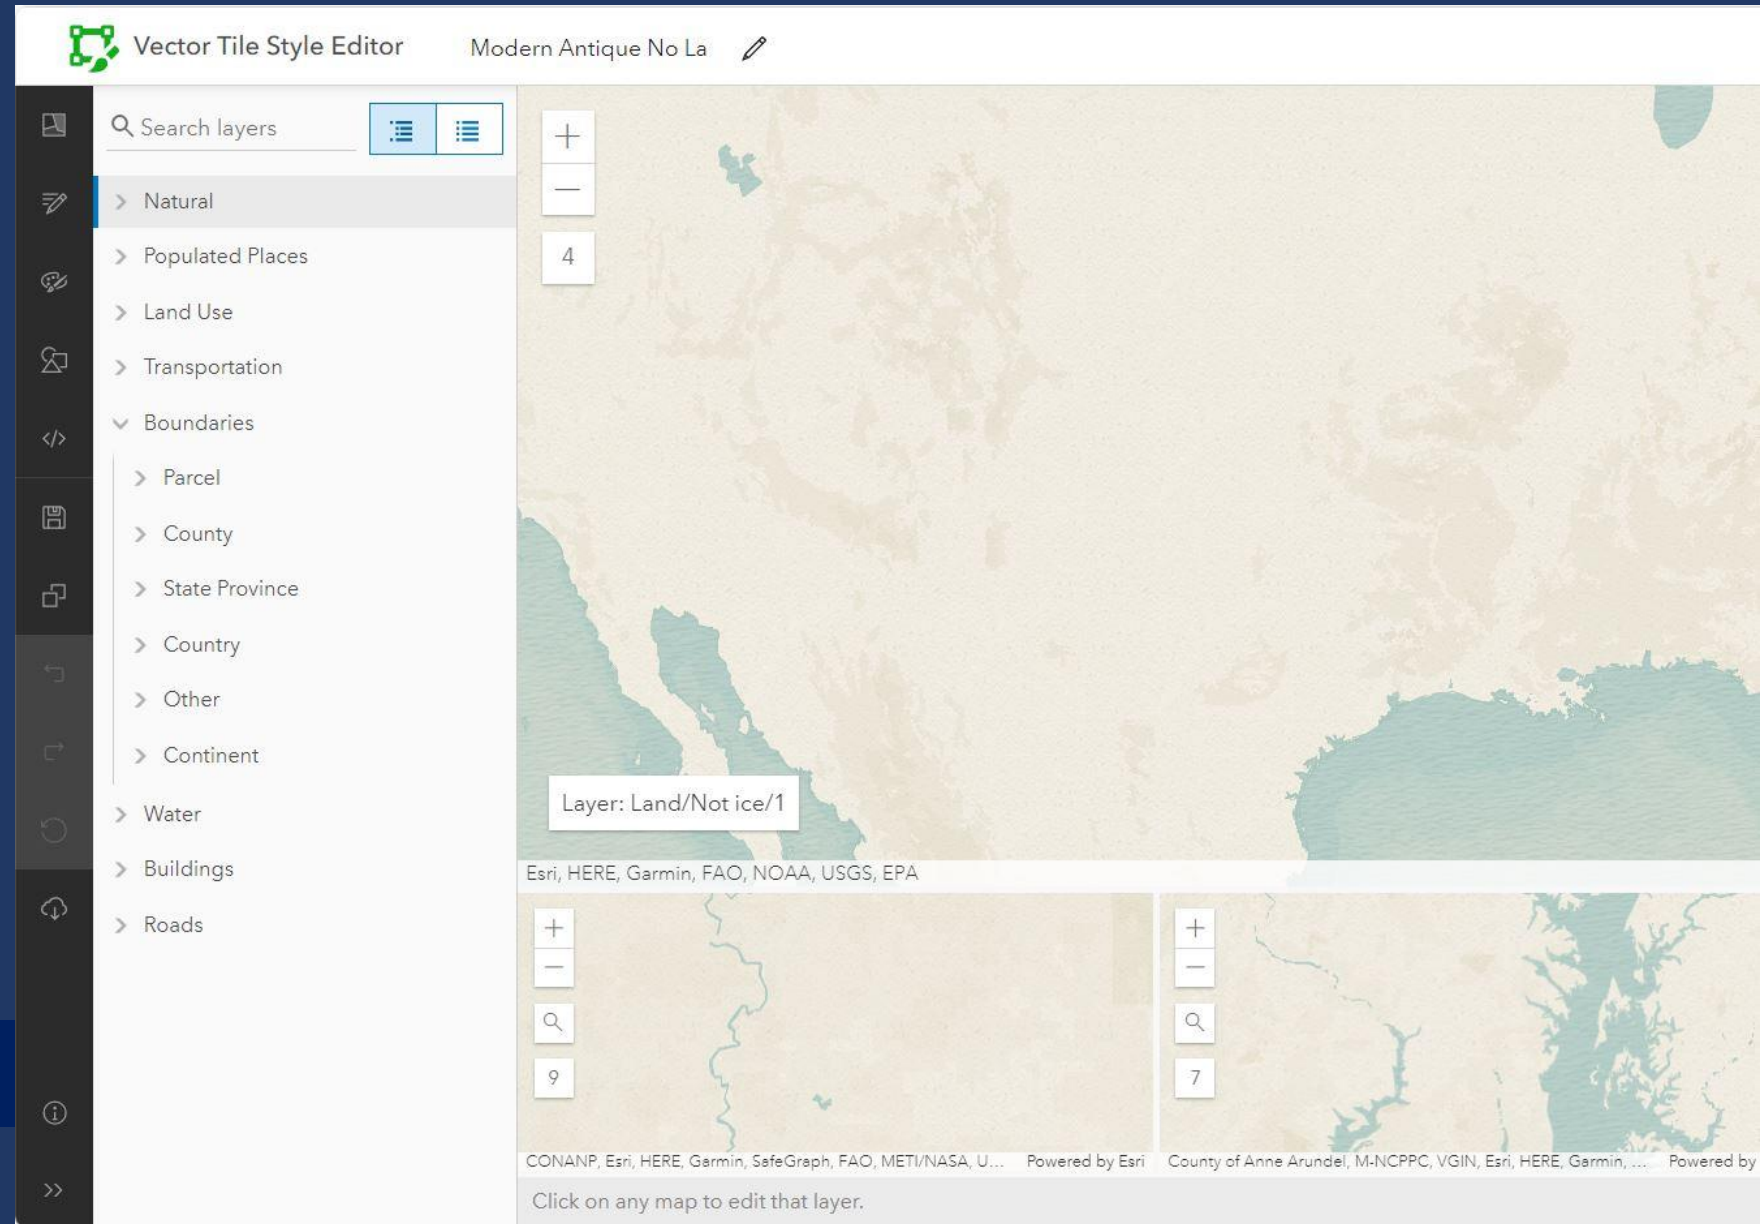 Vector Tile Style Editor
Modern Antique No La
Search layers
Natural
Populated Places
Land Use
Transportation
Boundaries
Parcel
County
State Province
Country
Other
Continent
Water
Buildings
Roads
+
—
4
Layer: Land/Not ice/1
Esri, HERE, Garmin, FAO, NOAA, USGS, EPA
+
—
9
CONANP, Esri, HERE, Garmin, SafeGraph, FAO, METI/NASA, U... Powered by Esri
+
—
7
County of Anne Arundel, M-NCPPC, VGIN, Esri, HERE, Garmin, ... Powered by
Click on any map to edit that layer.